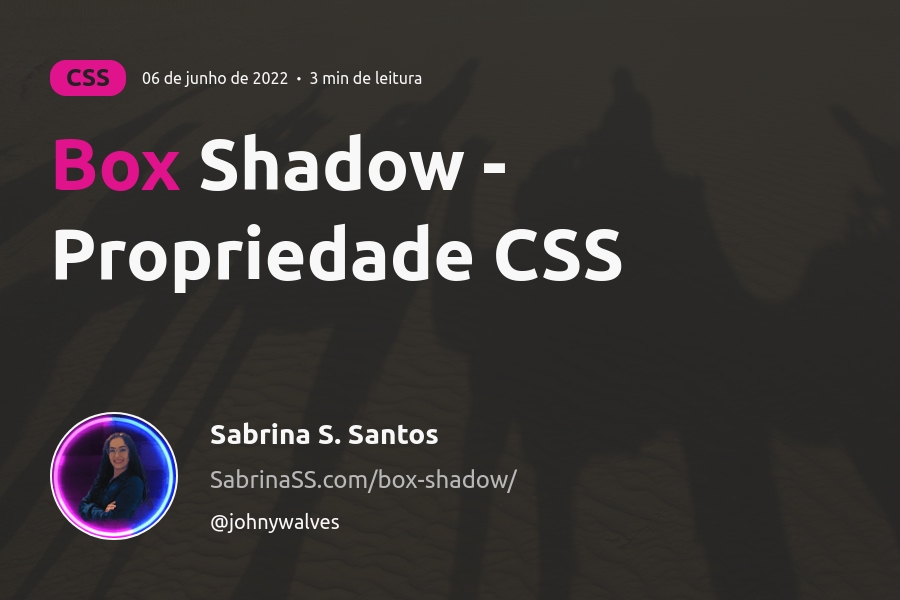 CSS 06 de junho de 2022 • 3 min de leitura
Box Shadow -
Propriedade CSS
Sabrina S. Santos
SabrinaSS.com/box-shadow/
@johnywalves